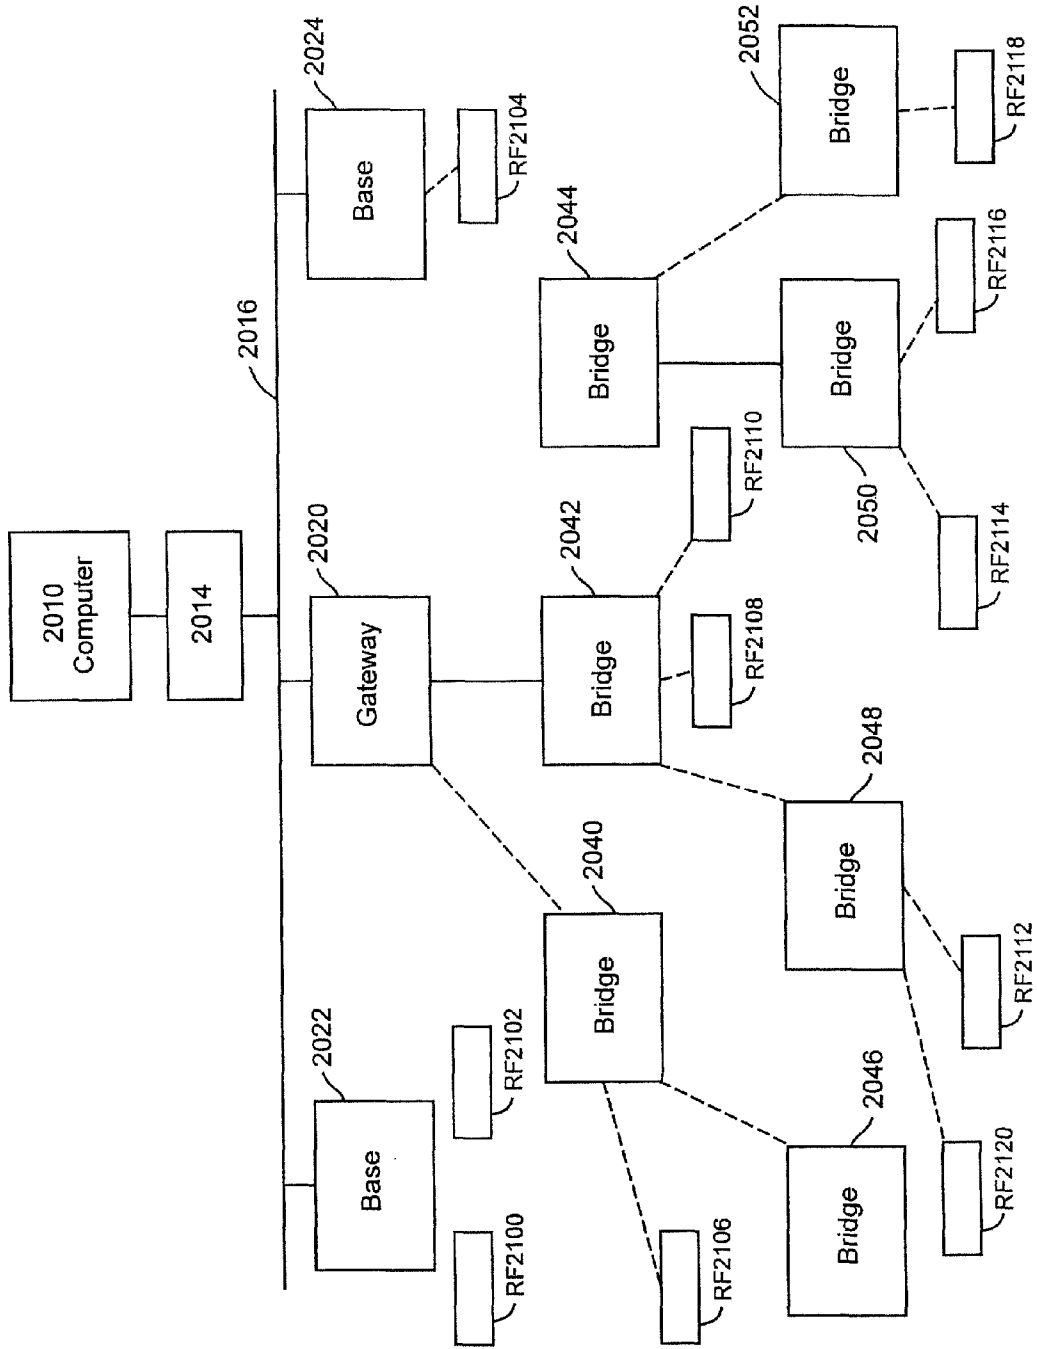 2010
Computer
2014
2016
2022
Base
2020
Gateway
2024
Base
RF2100
RF2102
RF2104
2040
Bridge
2042
Bridge
2044
Bridge
RF2106
RF2108
RF2110
2046
Bridge
2048
Bridge
2050
Bridge
2052
Bridge
RF2120
RF2112
RF2114
RF2116
RF2118